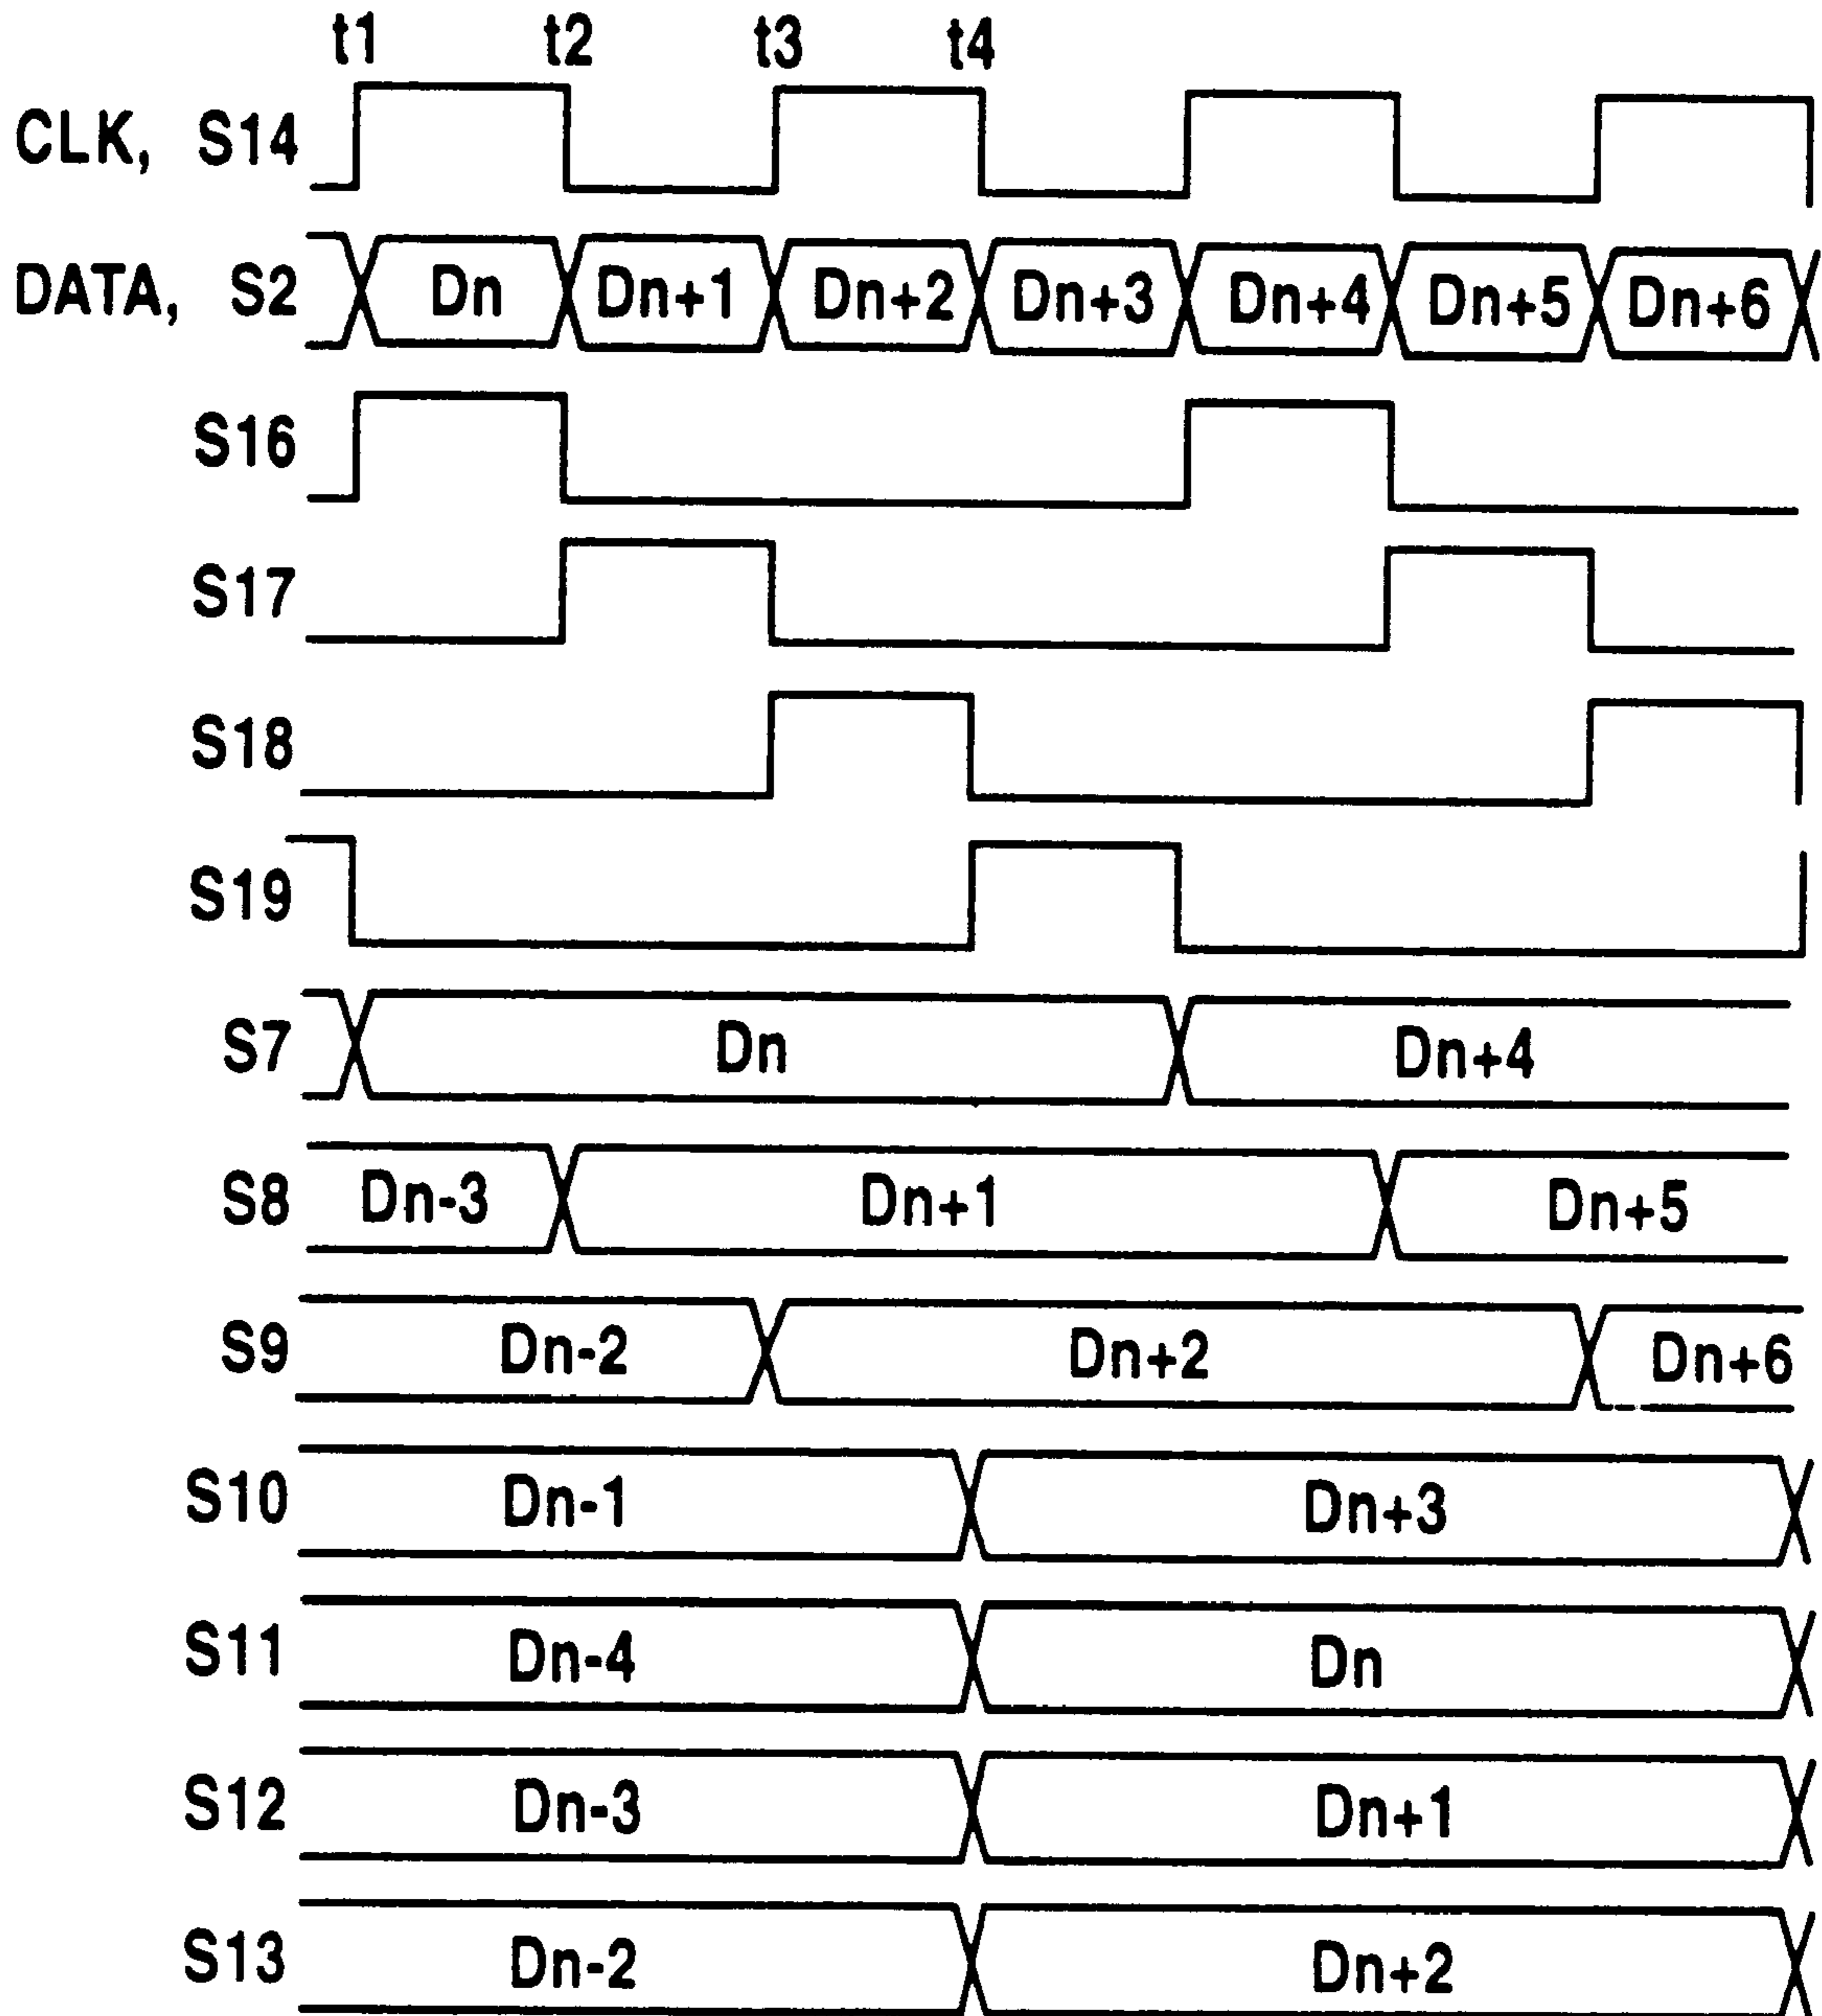 t1 t2 t3 t4
CLK, S14
DATA, S2 Dn Dn+1 Dn+2 Dn+3 Dn+4 Dn+5 Dn+6
S16
S17
S18
S19
S7 Dn Dn+4
S8 Dn-3 Dn+1 Dn+5
S9 Dn-2 Dn+2 Dn+6
S10 Dn-1 Dn+3
S11 Dn-4 Dn
S12 Dn-3 Dn+1
S13 Dn-2 Dn+2